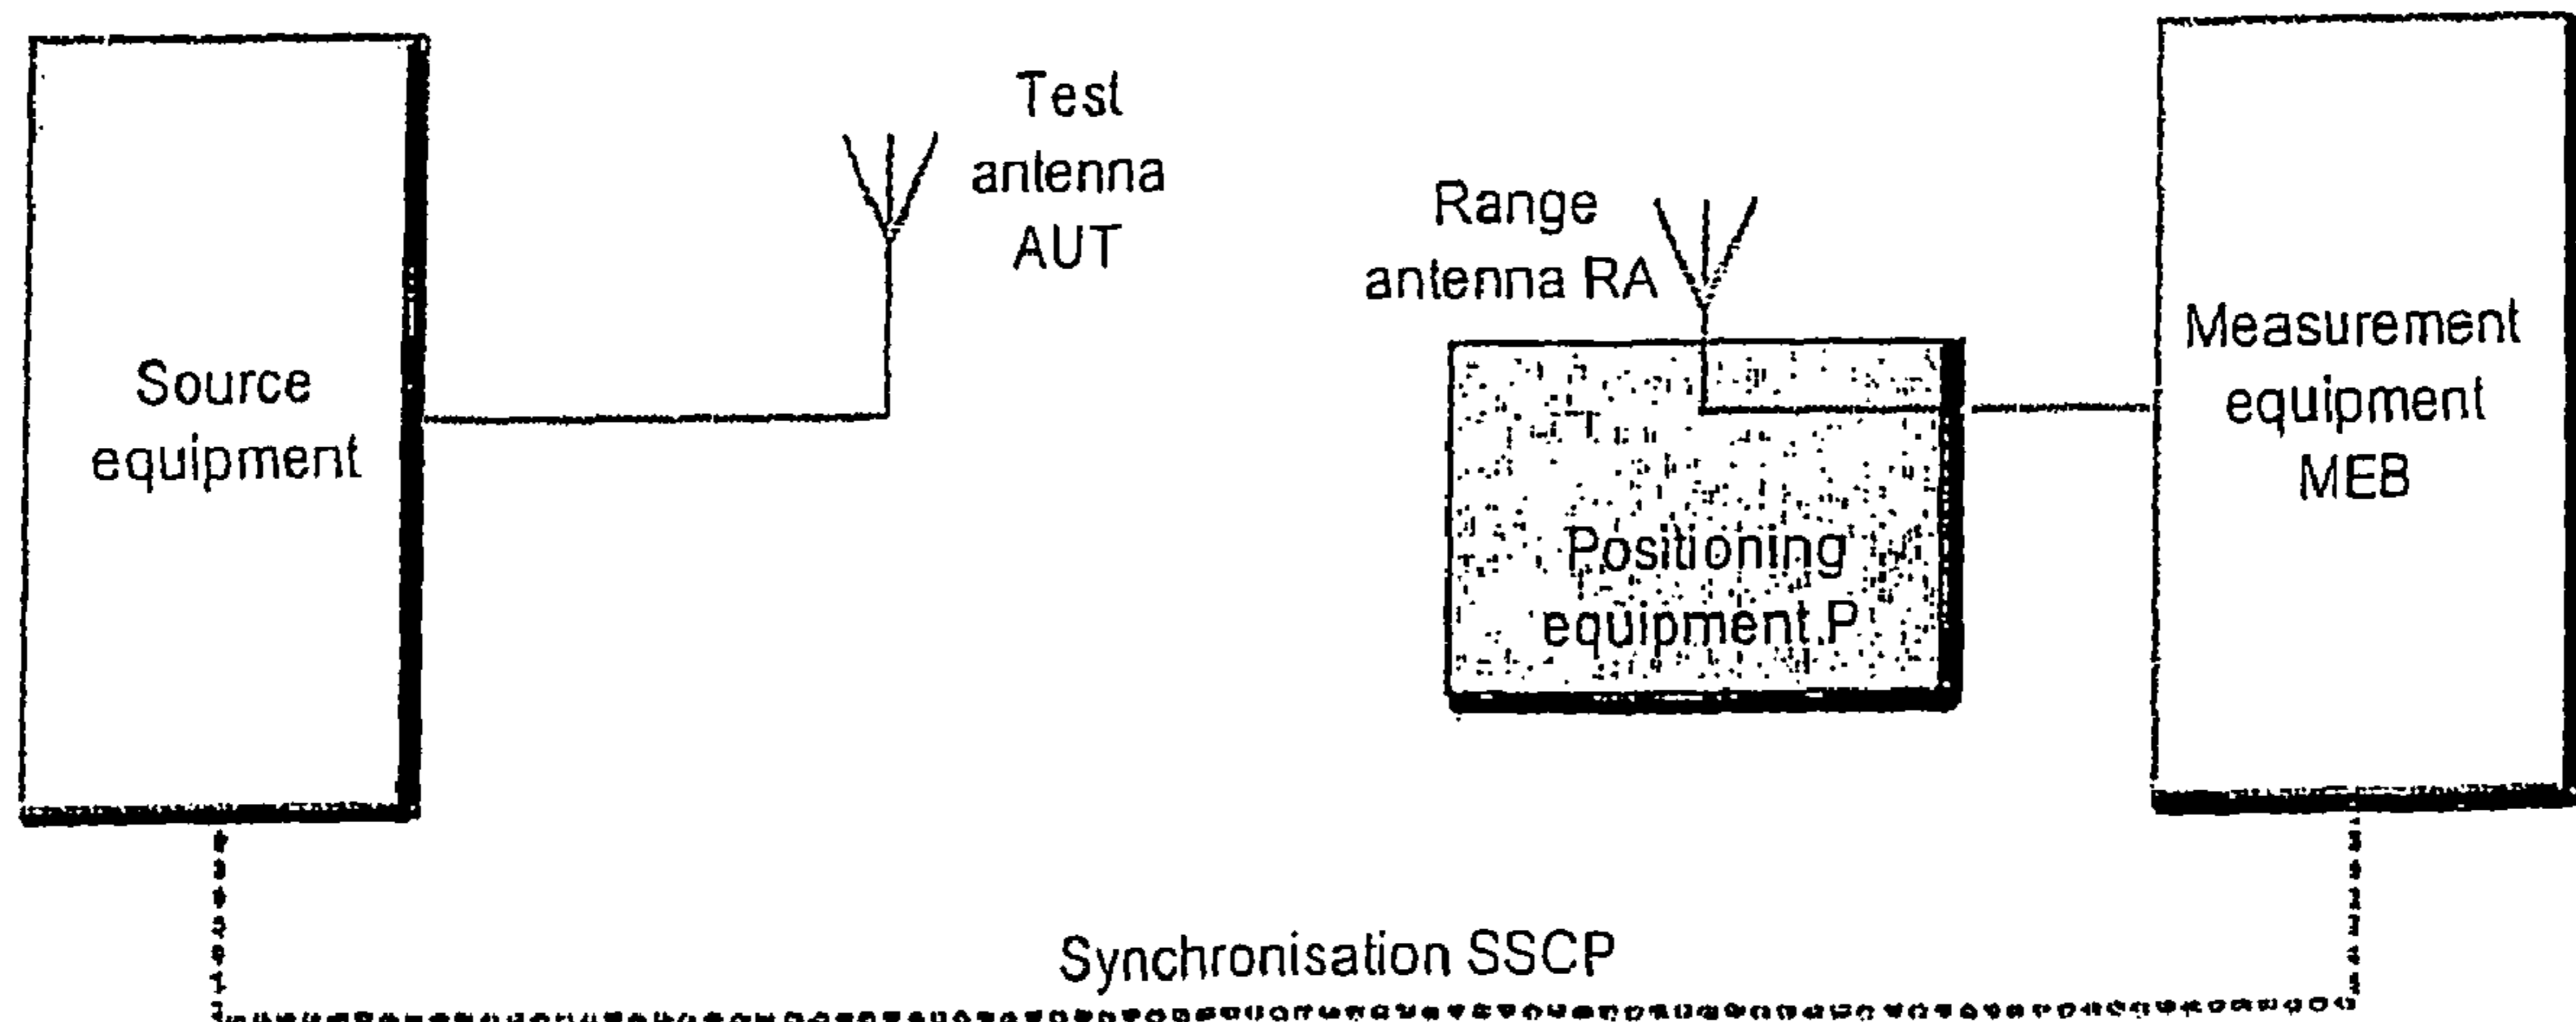 Source
equipment
Test
antenna
AUT
Range
antenna RA
Positioning
equipment P
Measurement
equipment
MEB
Synchronisation SSCP